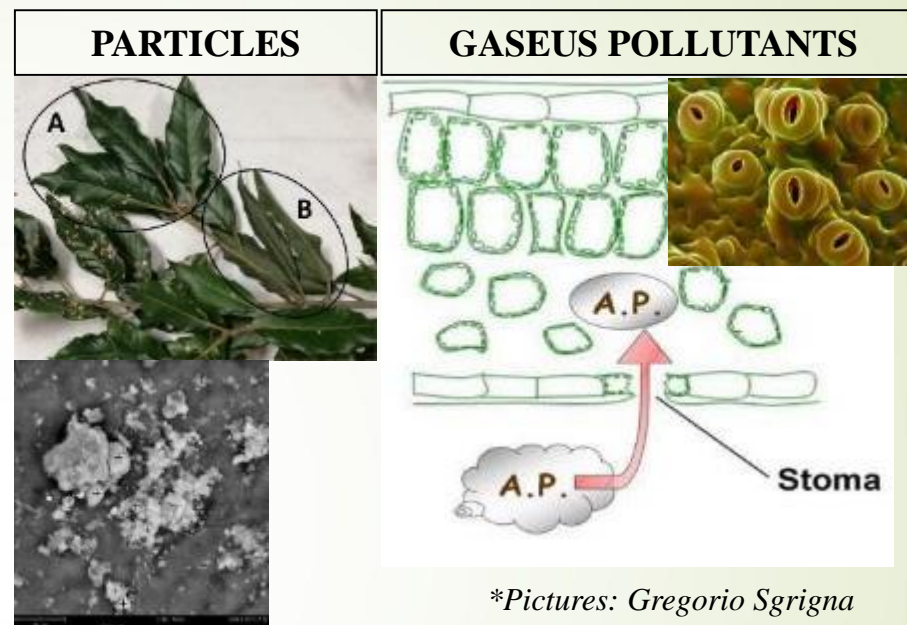 PARTICLES
GASEUS POLLUTANTS
A
B
A.P.
A.P.
Stoma
*Pictures: Gregorio Sgrigna